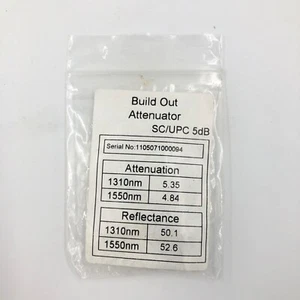 Build Out
Attenuator
SC/UPC 5dB
Serial No:1105071000094
Attenuation
1310nm 5.35
1550nm 4.84
Reflectance
1310nm 50.1
1550nm 52.6